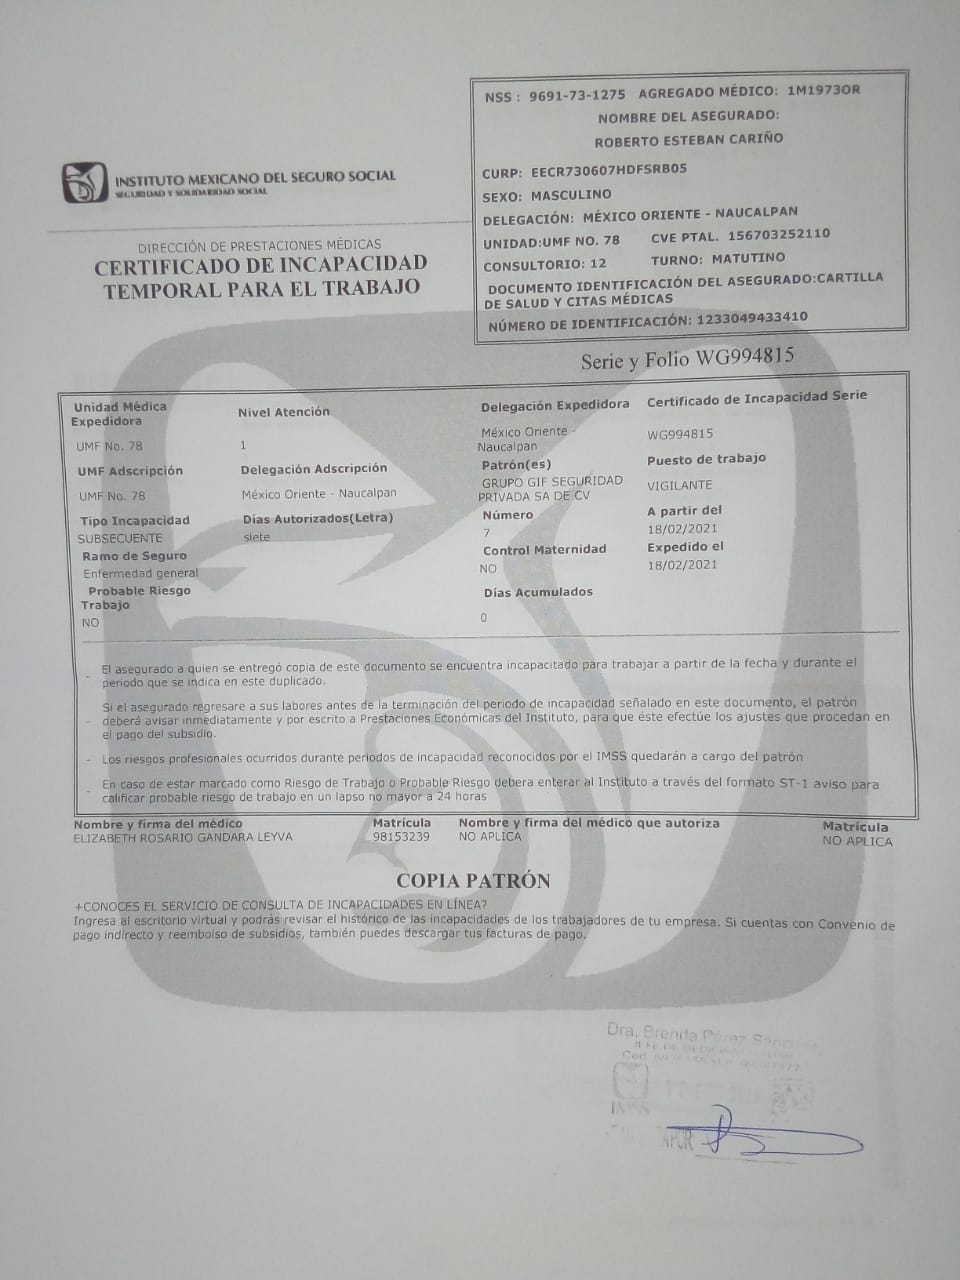 NSS : 9691-73-1275 AGREGADO MÉDICO: 1M1973OR
NOMBRE DEL ASEGURADO:
ROBERTO ESTEBAN CARIÑO
CURP: EECR730607HDFSRB05
SEXO: MASCULINO
DELEGACIÓN: MÉXICO ORIENTE - NAUCALPAN
UNIDAD:UMF NO. 78 CVE PTAL. 156703252110
CONSULTORIO: 12 TURNO: MATUTINO
DOCUMENTO IDENTIFICACIÓN DEL ASEGURADO:CARTILLA
DE SALUD Y CITAS MÉDICAS
NÚMERO DE IDENTIFICACIÓN: 1233049433410
INSTITUTO MEXICANO DEL SEGURO SOCIAL
SEGURIDAD Y SOLIDARIDAD SOCIAL
DIRECCIÓN DE PRESTACIONES MÉDICAS
CERTIFICADO DE INCAPACIDAD
TEMPORAL PARA EL TRABAJO
Serie y Folio WG994815
Unidad Médica
Expedidora
Nivel Atención
Delegación Expedidora
Certificado de Incapacidad Serie
UMF No. 78
1
México Oriente -
Naucalpan
WG994815
UMF Adscripción
Delegación Adscripción
Patrón(es)
Puesto de trabajo
UMF No. 78
México Oriente - Naucalpan
GRUPO GIF SEGURIDAD
PRIVADA SA DE CV
VIGILANTE
Tipo Incapacidad
Días Autorizados(Letra)
Número
A partir del
SUBSECUENTE
siete
7
18/02/2021
Ramo de Seguro
Control Maternidad
Expedido el
Enfermedad general
NO
18/02/2021
Probable Riesgo
Trabajo
Días Acumulados
NO
0
- El asegurado a quien se entregó copia de este documento se encuentra incapacitado para trabajar a partir de la fecha y durante el
periodo que se indica en este duplicado.
Si el asegurado regresare a sus labores antes de la terminación del periodo de incapacidad señalado en este documento, el patrón
- deberá avisar inmediatamente y por escrito a Prestaciones Económicas del Instituto, para que éste efectúe los ajustes que procedan en
el pago del subsidio.
- Los riesgos profesionales ocurridos durante periodos de incapacidad reconocidos por el IMSS quedarán a cargo del patrón
- En caso de estar marcado como Riesgo de Trabajo o Probable Riesgo debera enterar al Instituto a través del formato ST-1 aviso para
calificar probable riesgo de trabajo en un lapso no mayor a 24 horas
Nombre y firma del médico
Matrícula
Nombre y firma del médico que autoriza
Matrícula
ELIZABETH ROSARIO GANDARA LEYVA
98153239
NO APLICA
NO APLICA
COPIA PATRÓN
+CONOCES EL SERVICIO DE CONSULTA DE INCAPACIDADES EN LÍNEA?
Ingresa al escritorio virtual y podrás revisar el histórico de las incapacidades de los trabajadores de tu empresa. Si cuentas con Convenio de
pago indirecto y reembolso de subsidios, también puedes descargar tus facturas de pago.
Dra. Brenda Pérez
IMSS